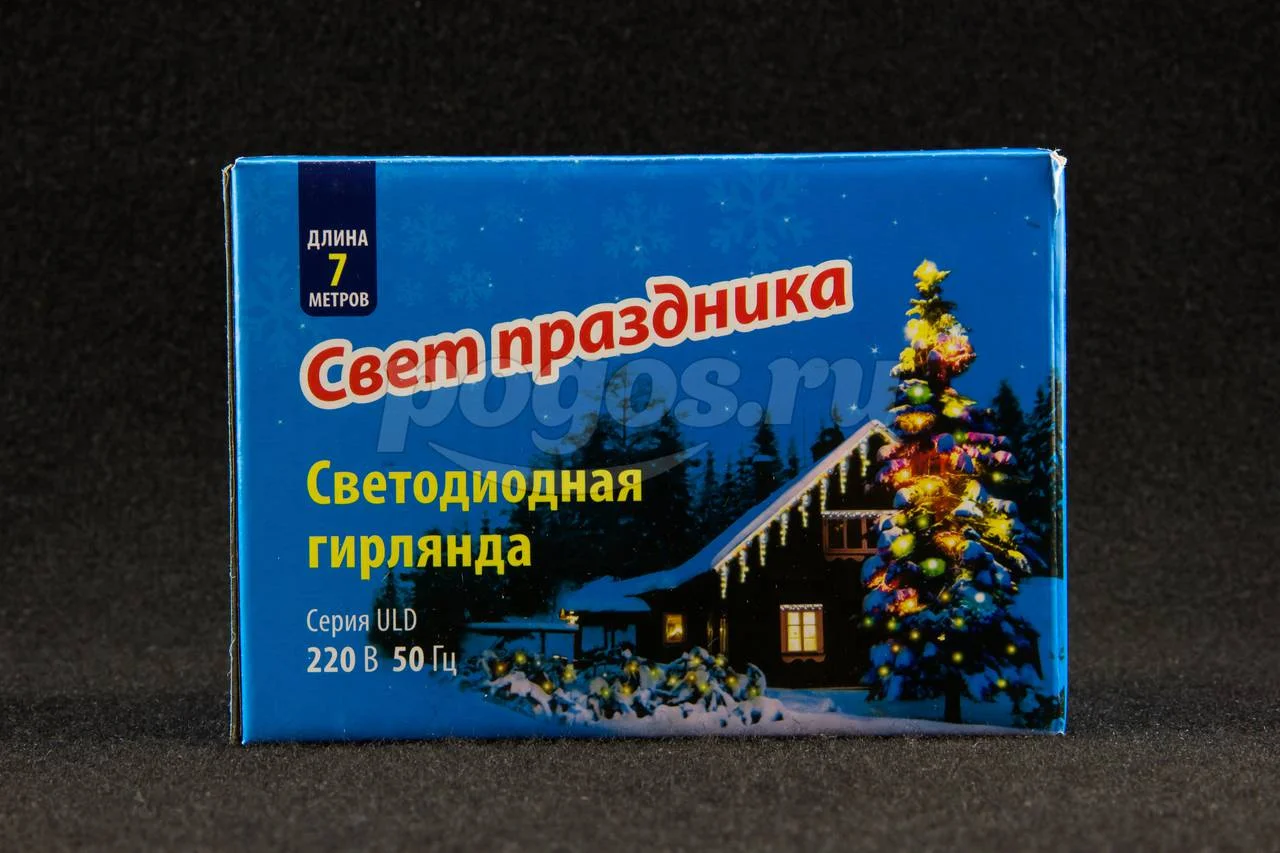 ДЛИНА
7
МЕТРОВ
Свет праздника
pogos.ru
Светодиодная
гирлянда
Серия ULD
220 В 50 Гц